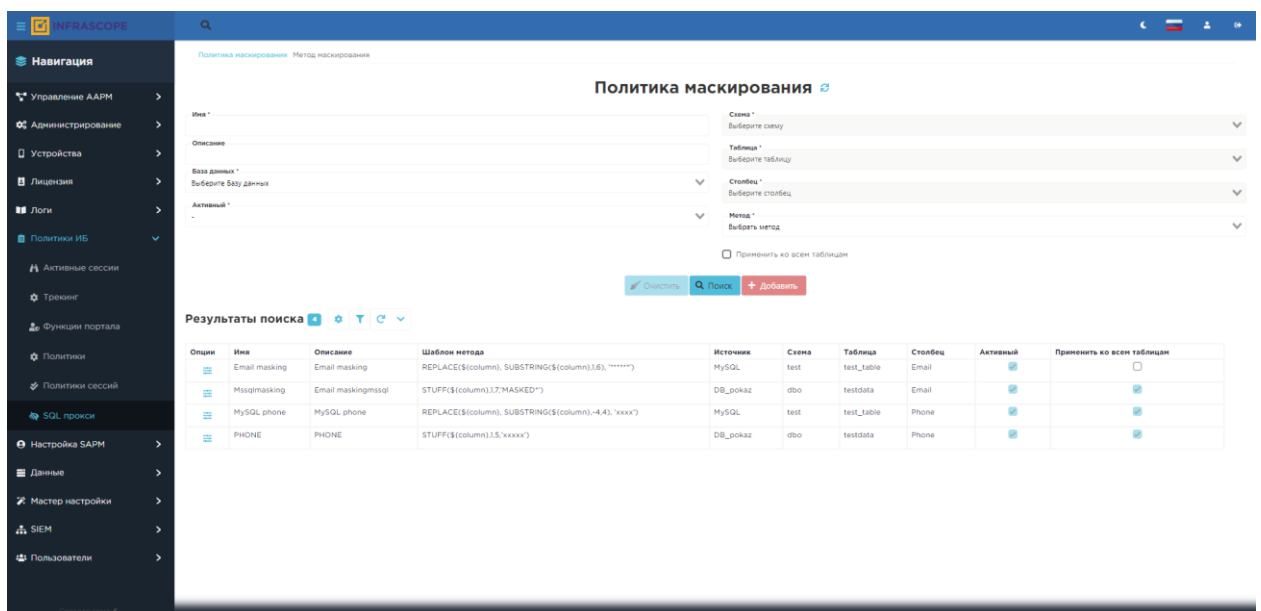 INFRASCOPE
Навигация
Управление ААРМ
Администрирование
Устройства
Лицензия
Логи
Политики ИБ
Активные сессии
Трекинг
Функции портала
Политики
Политики сессий
SQL прокси
Настройка SAPM
Данные
Мастер настройки
SIEM
Пользователи
Политика маскирования Метод маскирования
Политика маскирования
Имя *
Описание
База данных *
Выберите Базу данных
Активный *
-
Схема *
Выберите схему
Таблица *
Выберите таблицу
Столбец *
Выберите столбец
Метод *
Выбрать метод
Применить ко всем таблицам
Очистить Поиск + Добавить
Результаты поиска 4
Опции Имя Описание Шаблон метода Источник Схема Таблица Столбец Активный Применить ко всем таблицам
Email masking Email masking REPLACE(${column}, SUBSTRING(${column},1,6), '******') MySQL test test_table Email
Mssqlmasking Email maskingmssql STUFF(${column},1,7,'MASKED*') DB_pokaz dbo testdata Email
MySQL phone MySQL phone REPLACE(${column}, SUBSTRING(${column},-4,4), 'xxxx') MySQL test test_table Phone
PHONE PHONE STUFF(${column},1,5,'xxxxx') DB_pokaz dbo testdata Phone